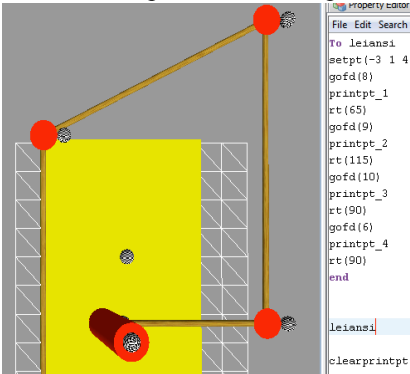 Property Editor
File Edit Search
To leiansi
setpt(-3 1 4
gofd(8)
printpt_1
rt(65)
gofd(9)
printpt_2
rt(115)
gofd(10)
printpt_3
rt(90)
gofd(6)
printpt_4
rt(90)
end
leiansi
clearprintpt